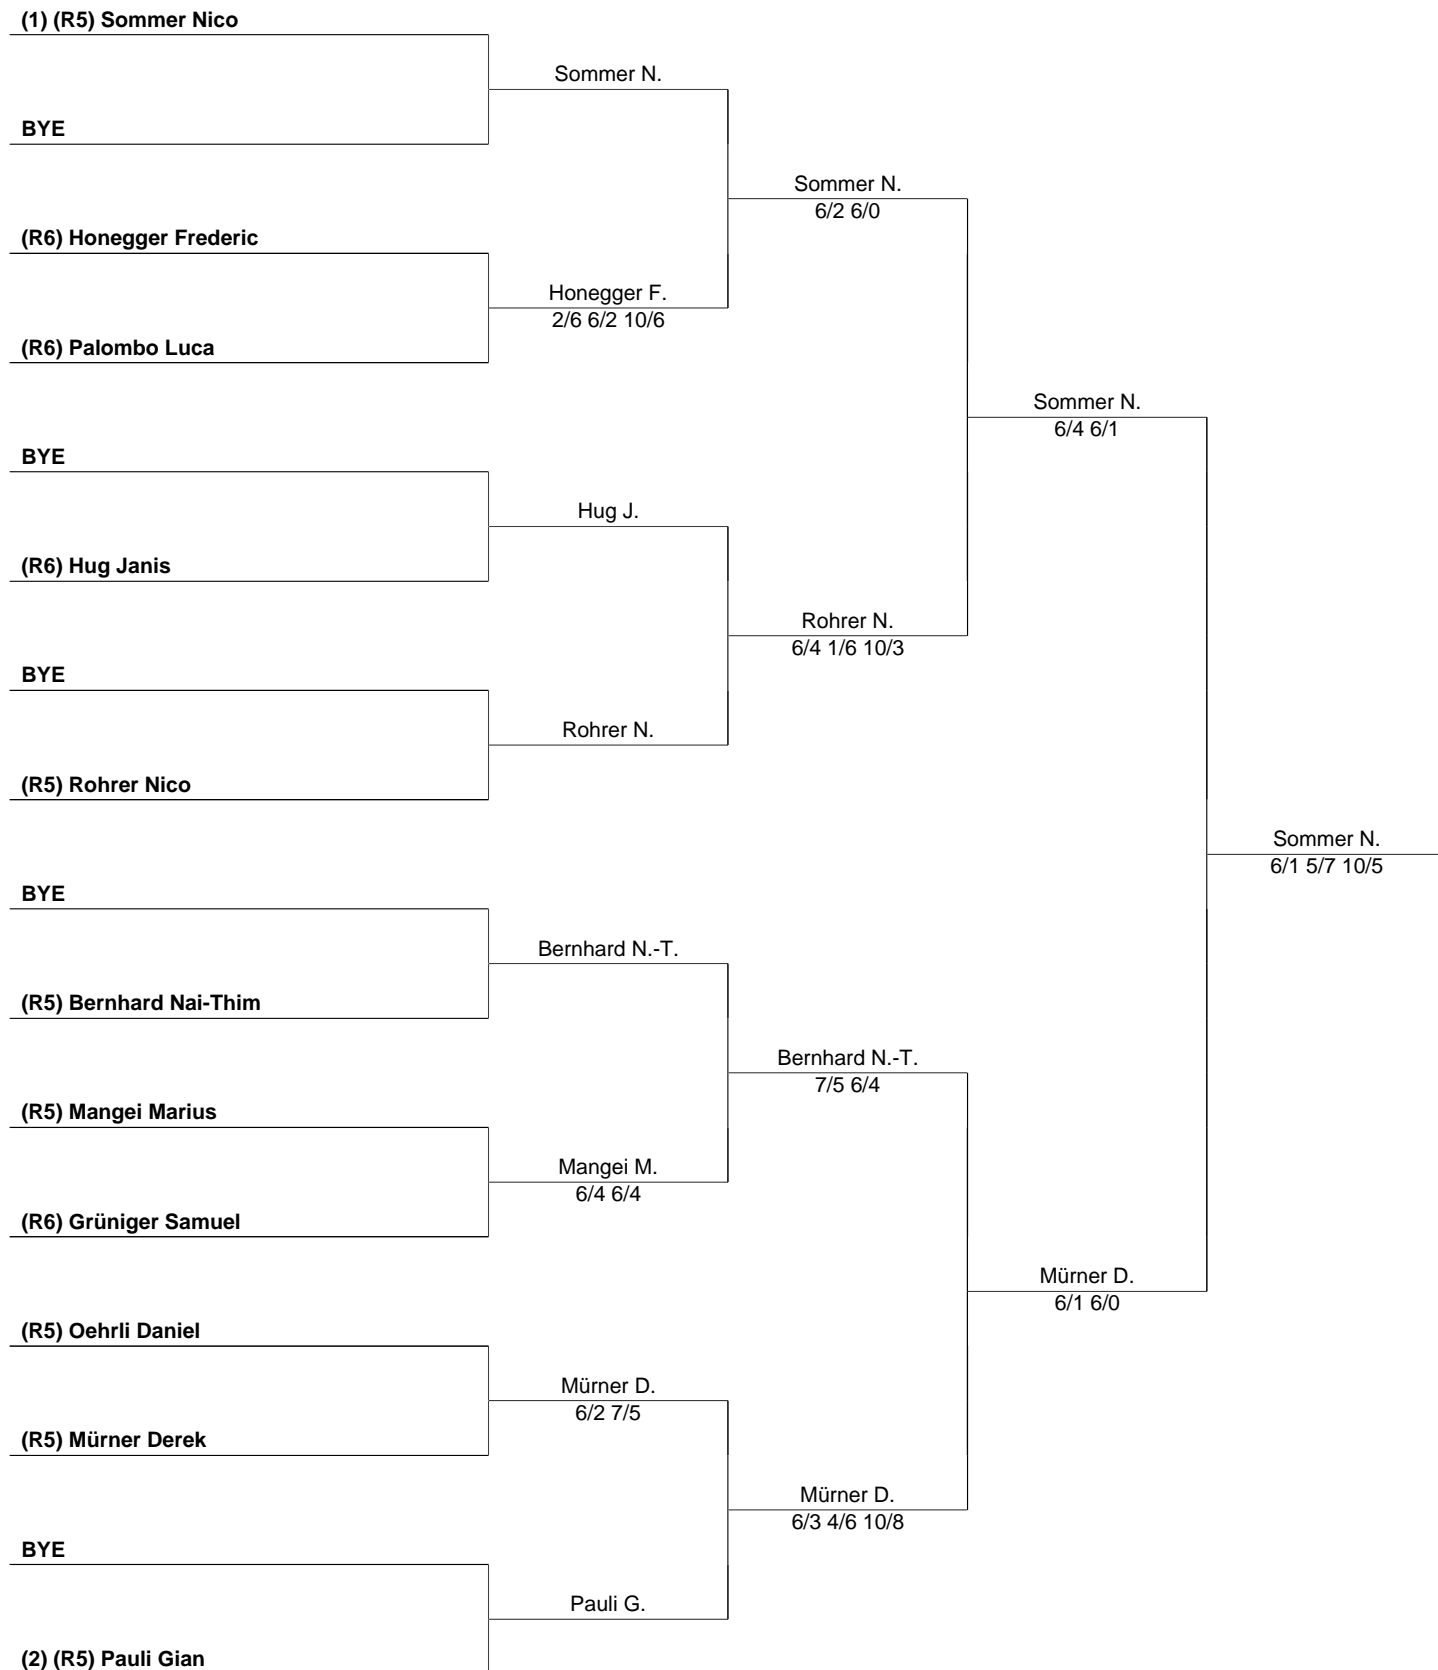 (1) (R5) Sommer Nico
Sommer N.
BYE
Sommer N.
6/2 6/0
(R6) Honegger Frederic
Honegger F.
2/6 6/2 10/6
(R6) Palombo Luca
Sommer N.
6/4 6/1
BYE
Hug J.
(R6) Hug Janis
Rohrer N.
6/4 1/6 10/3
BYE
Rohrer N.
(R5) Rohrer Nico
Sommer N.
6/1 5/7 10/5
BYE
Bernhard N.-T.
(R5) Bernhard Nai-Thim
Bernhard N.-T.
7/5 6/4
(R5) Mangei Marius
Mangei M.
6/4 6/4
(R6) Grüniger Samuel
Mürner D.
6/1 6/0
(R5) Oehrli Daniel
Mürner D.
6/2 7/5
(R5) Mürner Derek
Mürner D.
6/3 4/6 10/8
BYE
Pauli G.
(2) (R5) Pauli Gian